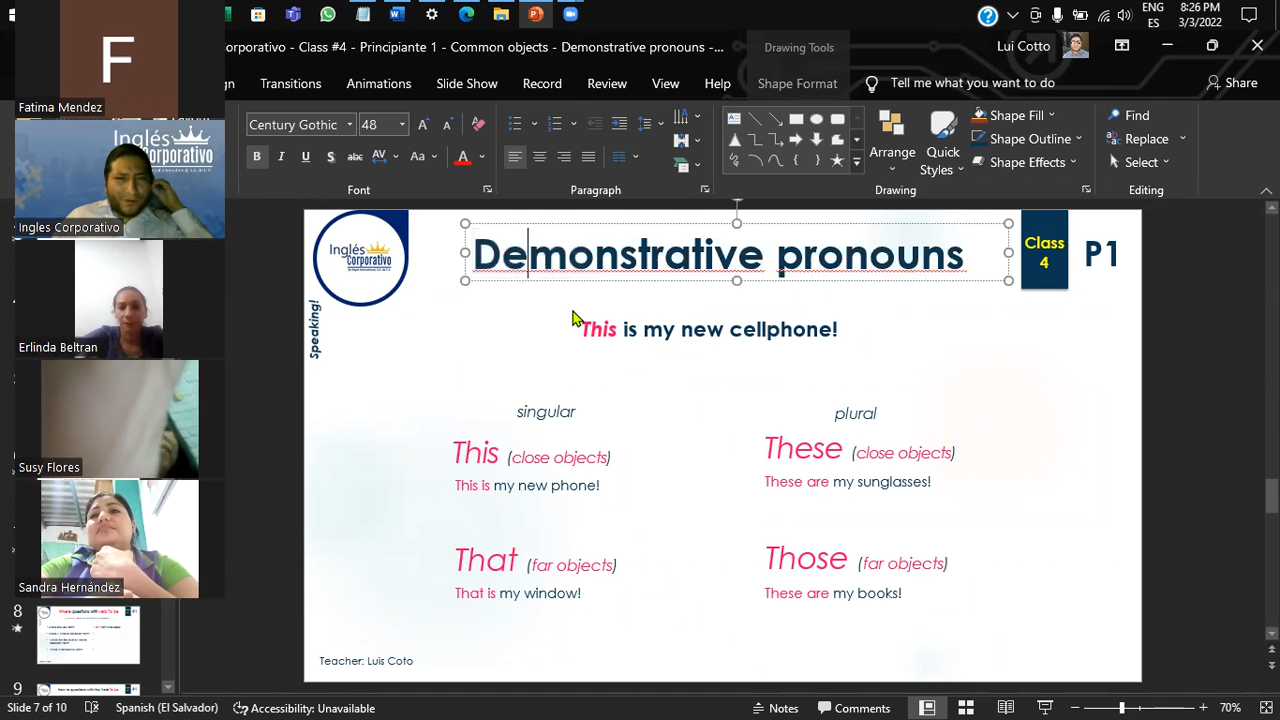 F
Fatima Mendez
Inglés
Corporativo
Ingles Corporativo
Erlinda Beltran
Susy Flores
Sandra Hernández
ENG
ES
8:26 PM
3/3/2022
orporativo - Class #4 - Principiante 1 - Common objects - Demonstrative pronouns -...
Drawing Tools
Lui Cotto
gn Transitions Animations Slide Show Record Review View Help Shape Format Tell me what you want to do Share
Century Gothic 48
Font
Paragraph
Arrange
Quick
Styles
Shape Fill
Shape Outline
Shape Effects
Drawing
Find
Replace
Select
Editing
Inglés
Corporativo
Demonstrative pronouns
Class
4
P1
Speaking!
This is my new cellphone!
singular
plural
This (close objects)
This is my new phone!
These (close objects)
These are my sunglasses!
That (far objects)
That is my window!
Those (far objects)
These are my books!
Teacher: Luis Coto
8
9
Slide 7 of 10 Spanish (El Salvador) Accessibility: Unavailable Notes Comments 70%